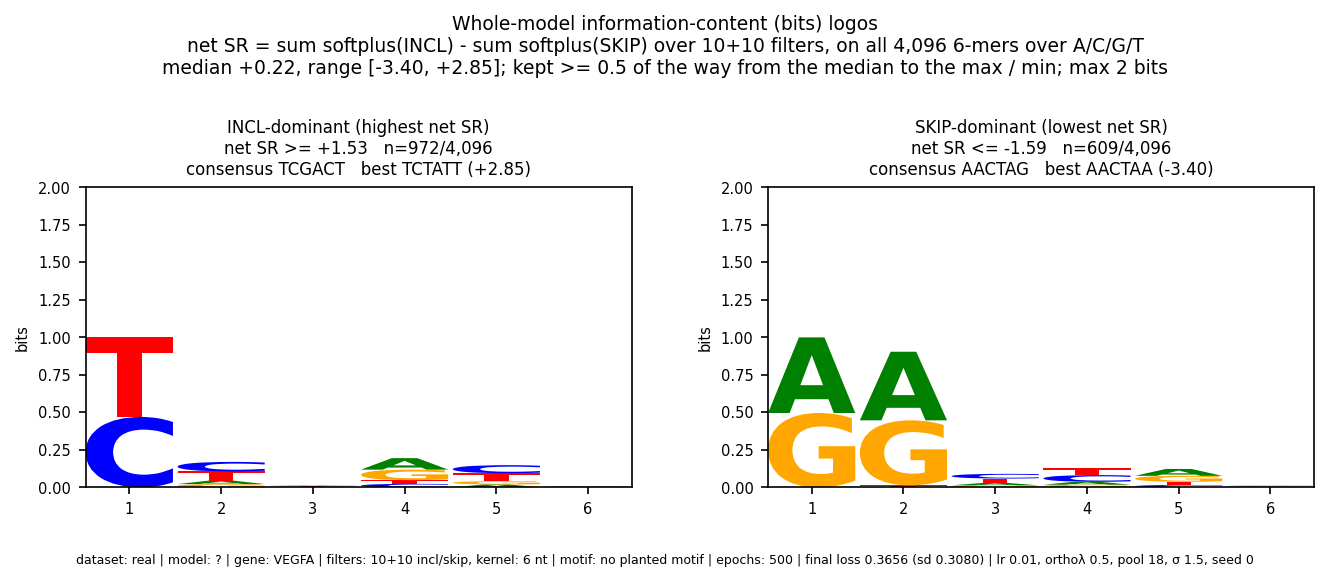 Whole-model information-content (bits) logos
net SR = sum softplus(INCL) - sum softplus(SKIP) over 10+10 filters, on all 4,096 6-mers over A/C/G/T
median +0.22, range [-3.40, +2.85]; kept >= 0.5 of the way from the median to the max / min; max 2 bits
INCL-dominant (highest net SR)
net SR >= +1.53   n=972/4,096
consensus TCGACT   best TCTATT (+2.85)
2.00
1.75
1.50
1.25
1.00
0.75
0.50
0.25
0.00
bits
T
C
C
T
A
A
G
T
C
C
T
G
A
1 2 3 4 5 6
SKIP-dominant (lowest net SR)
net SR <= -1.59   n=609/4,096
consensus AACTAG   best AACTAA (-3.40)
2.00
1.75
1.50
1.25
1.00
0.75
0.50
0.25
0.00
bits
A
G
A
G
C
T
A
T
C
A
A
G
T
1 2 3 4 5 6
dataset: real | model: ? | gene: VEGFA | filters: 10+10 incl/skip, kernel: 6 nt | motif: no planted motif | epochs: 500 | final loss 0.3656 (sd 0.3080) | lr 0.01, orthoλ 0.5, pool 18, σ 1.5, seed 0